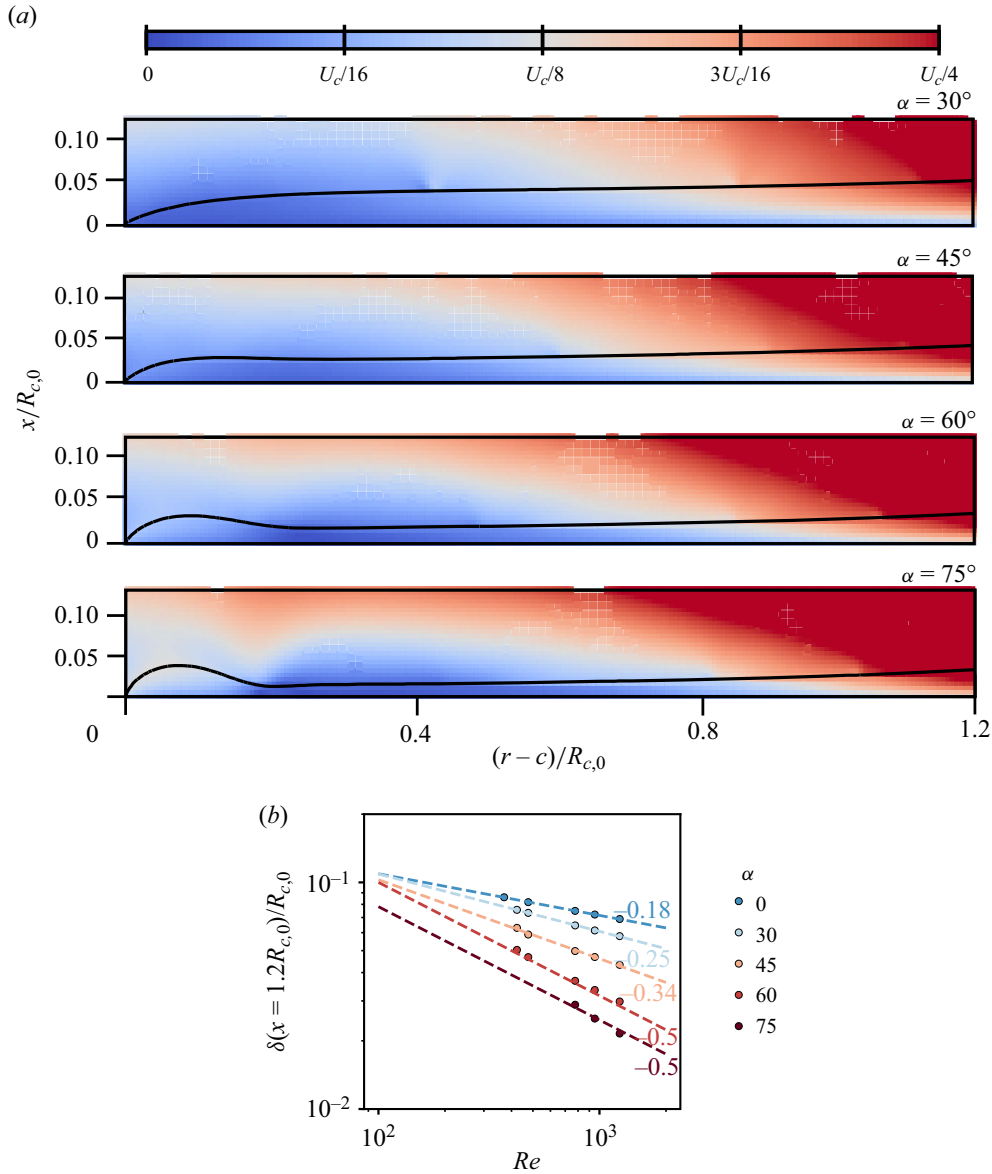 (a)
0 U_c/16 U_c/8 3U_c/16 U_c/4
α = 30°
0.10
0.05
0
α = 45°
0.10
0.05
0
x/R_{c,0}
α = 60°
0.10
0.05
0
α = 75°
0.10
0.05
0 0.4 0.8 1.2
(r – c)/R_{c,0}
(b)
δ(x = 1.2R_{c,0})/R_{c,0}
10^{–1}
10^{–2}
–0.18
–0.25
–0.34
–0.5
–0.5
10^2 10^3
Re
α
0
30
45
60
75